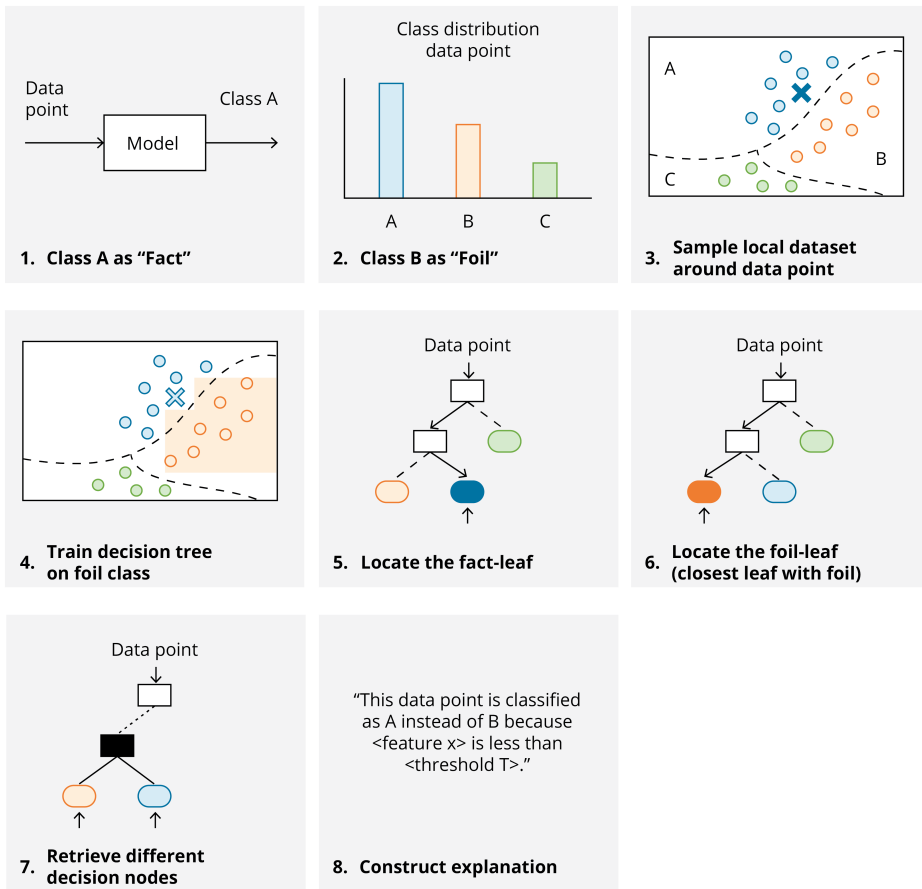 Data
point
Model
Class A
1. Class A as “Fact”
Class distribution
data point
A
B
C
2. Class B as “Foil”
A
B
C
3. Sample local dataset
around data point
4. Train decision tree
on foil class
Data point
5. Locate the fact-leaf
Data point
6. Locate the foil-leaf
(closest leaf with foil)
Data point
7. Retrieve different
decision nodes
“This data point is classified
as A instead of B because
<feature x> is less than
<threshold T>.”
8. Construct explanation